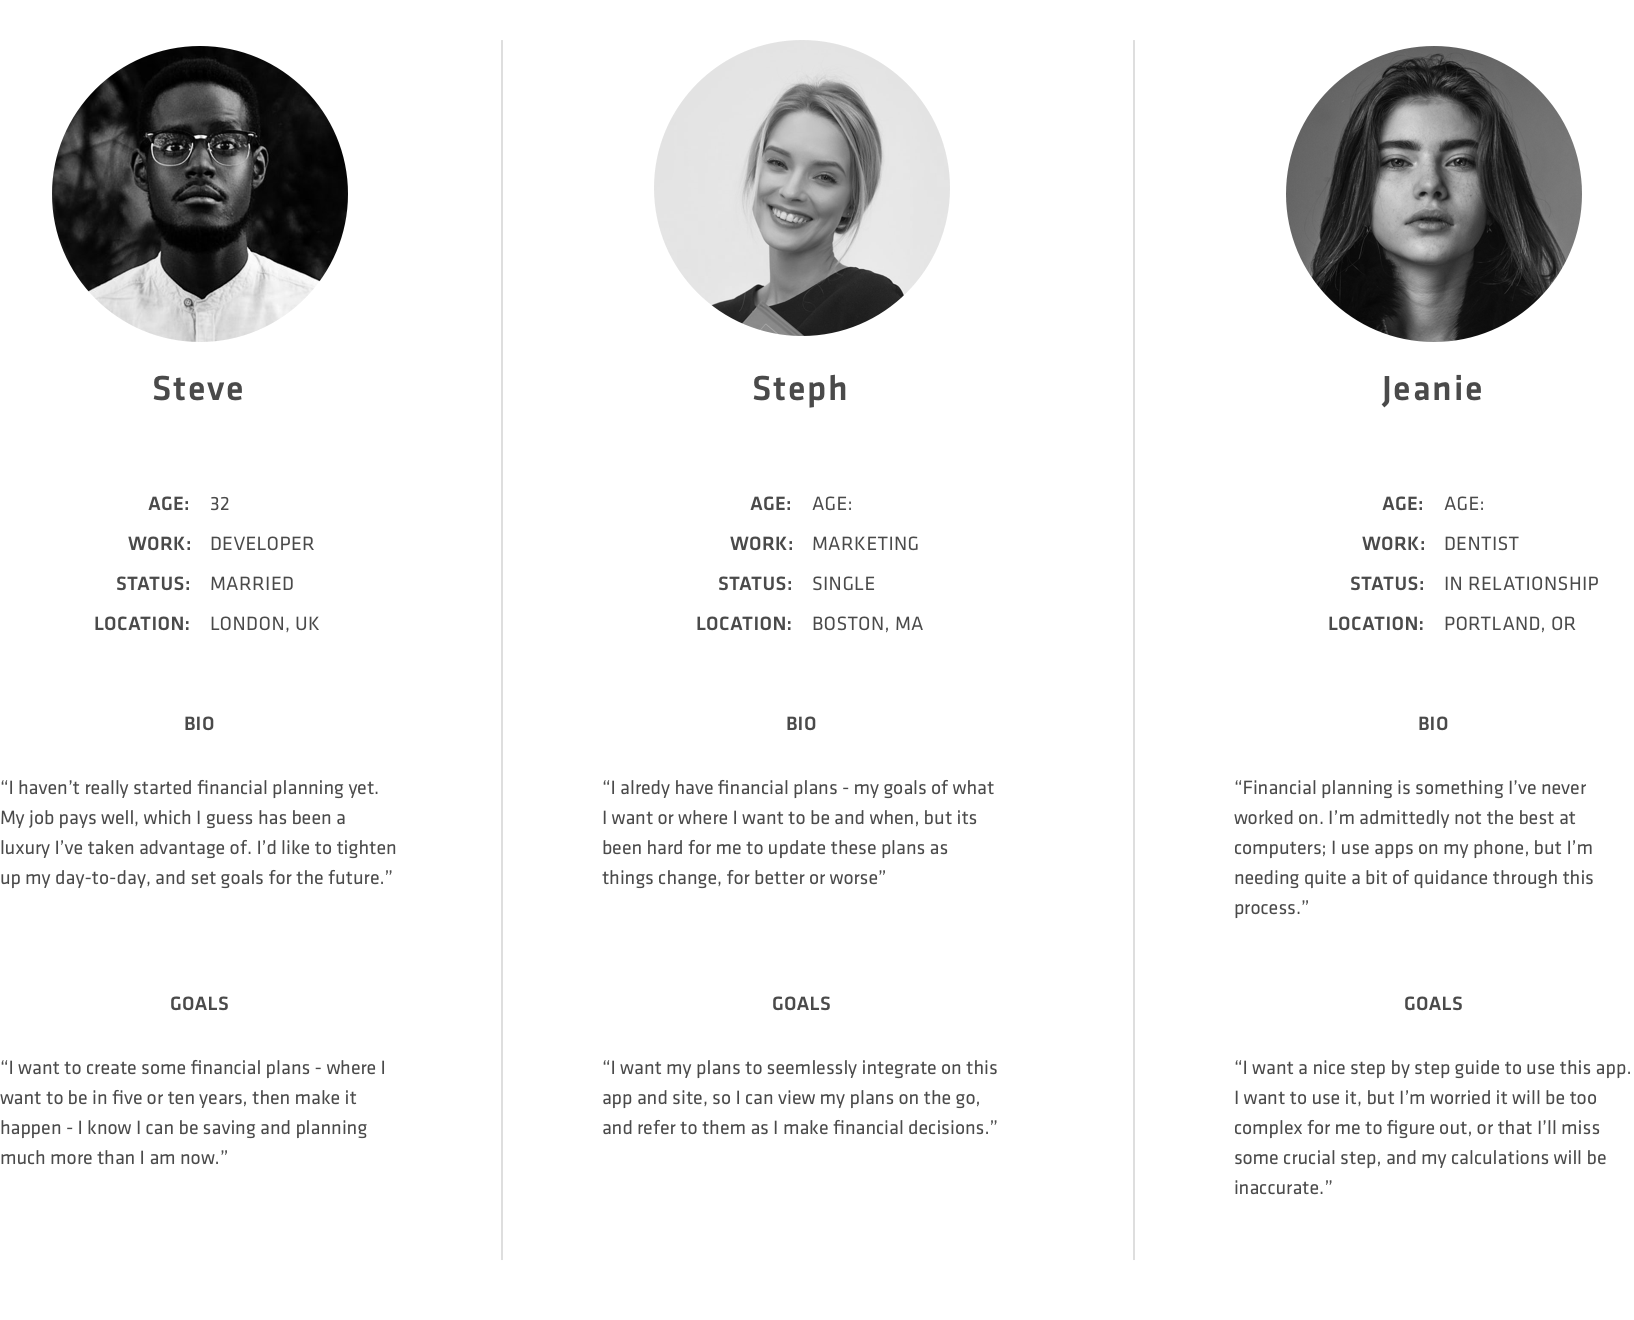 Steve
AGE: 32
WORK: DEVELOPER
STATUS: MARRIED
LOCATION: LONDON, UK
BIO
“I haven’t really started financial planning yet.
My job pays well, which I guess has been a
luxury I’ve taken advantage of. I’d like to tighten
up my day-to-day, and set goals for the future.”
GOALS
“I want to create some financial plans - where I
want to be in five or ten years, then make it
happen - I know I can be saving and planning
much more than I am now.”
Steph
AGE: AGE:
WORK: MARKETING
STATUS: SINGLE
LOCATION: BOSTON, MA
BIO
“I alredy have financial plans - my goals of what
I want or where I want to be and when, but its
been hard for me to update these plans as
things change, for better or worse”
GOALS
“I want my plans to seemlessly integrate on this
app and site, so I can view my plans on the go,
and refer to them as I make financial decisions.”
Jeanie
AGE: AGE:
WORK: DENTIST
STATUS: IN RELATIONSHIP
LOCATION: PORTLAND, OR
BIO
“Financial planning is something I’ve never
worked on. I’m admittedly not the best at
computers; I use apps on my phone, but I’m
needing quite a bit of quidance through this
process.”
GOALS
“I want a nice step by step guide to use this app.
I want to use it, but I’m worried it will be too
complex for me to figure out, or that I’ll miss
some crucial step, and my calculations will be
inaccurate.”